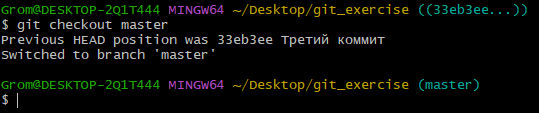 Grom@DESKTOP-2Q1T444 MINGW64 ~/Desktop/git_exercise ((33eb3ee...))
$ git checkout master
Previous HEAD position was 33eb3ee Третий коммит
Switched to branch 'master'
Grom@DESKTOP-2Q1T444 MINGW64 ~/Desktop/git_exercise (master)
$